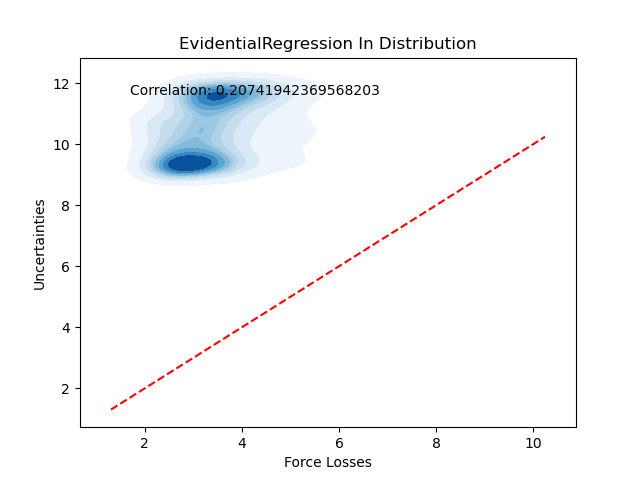 EvidentialRegression In Distribution
Correlation: 0.20741942369568203
12
10
8
6
4
2
Uncertainties
2 4 6 8 10
Force Losses